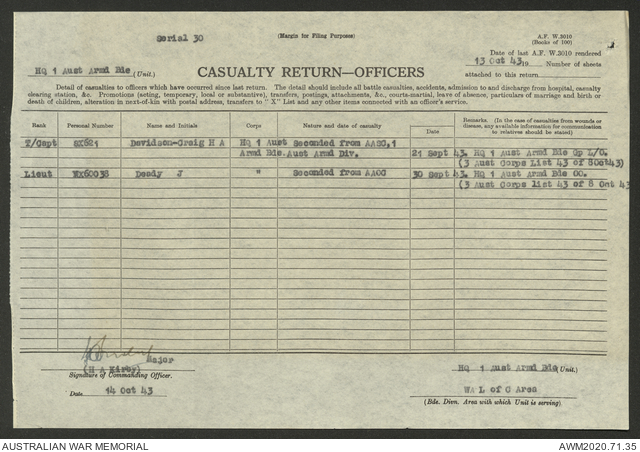 Serial 30
(Margin for Filing Purposes)
A.F. W.3010
(Books of 100)
Date of last A.F. W.3010 rendered
13 Oct 43 19 Number of sheets
attached to this return
HQ 1 Aust Armd Bde (Unit.)
CASUALTY RETURN—OFFICERS
Detail of casualties to officers which have occurred since last return. The detail should include all battle casualties, accidents, admission to and discharge from hospital, casualty
clearing station, &c. Promotions (acting, temporary, local or substantive), transfers, postings, attachments, &c., courts-martial, leave of absence, particulars of marriage and birth or
death of children, alteration in next-of-kin with postal address, transfers to "X" List and any other items connected with an officer's service.
Rank Personal Number Name and Initials Corps Nature and date of casualty Date Remarks. (In the case of casualties from wounds or
disease, any available information for communication
to relatives should be stated)
T/Capt SX621 Davidson-Craig H A HQ 1 Aust Seconded from AASC, 1
Armd Bde. Aust Armd Div. 21 Sept 43. HQ 1 Aust Armd Bde Gp L/O.
(3 Aust Corps List 43 of 8Oct43)
Lieut Deedy J " Seconded from AAOC 30 Sept 43. HQ 1 Aust Armd Bde OO.
(3 Aust Corps list 43 of 8 Oct 43
Major
(H A Kirby)
Signature of Commanding Officer.
Date 14 Oct 43
HQ 1 Aust Armd Bde (Unit.)
WA L of C Area
(Bde. Divn. Area with which Unit is serving)
AUSTRALIAN WAR MEMORIAL
AWM2020.71.35